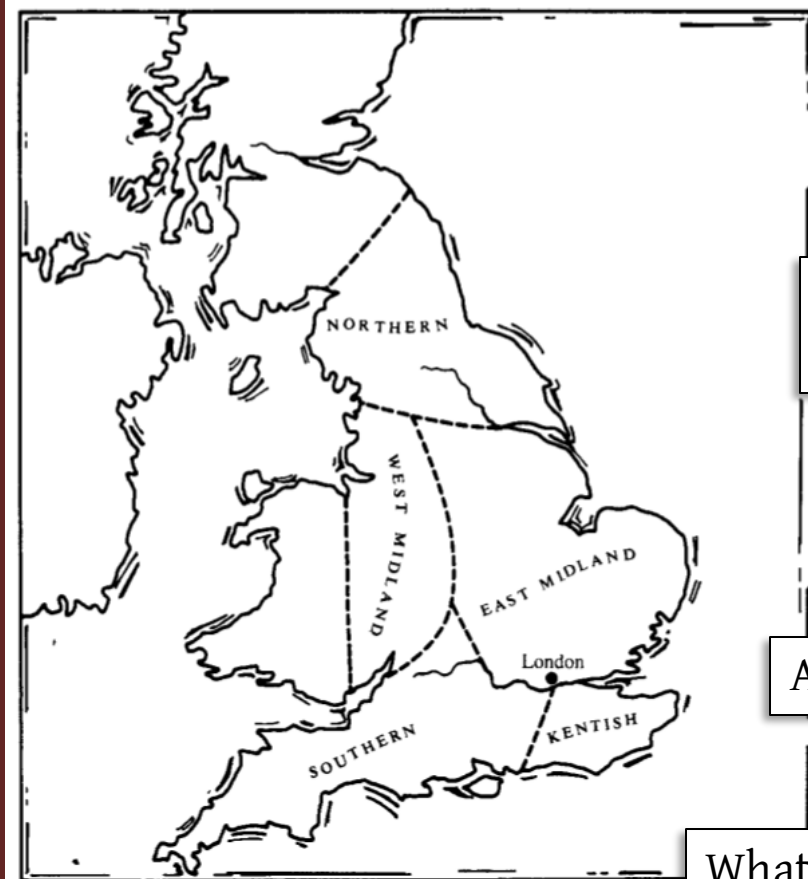 NORTHERN
WEST MIDLAND
EAST MIDLAND
London
A
KENTISH
SOUTHERN
What